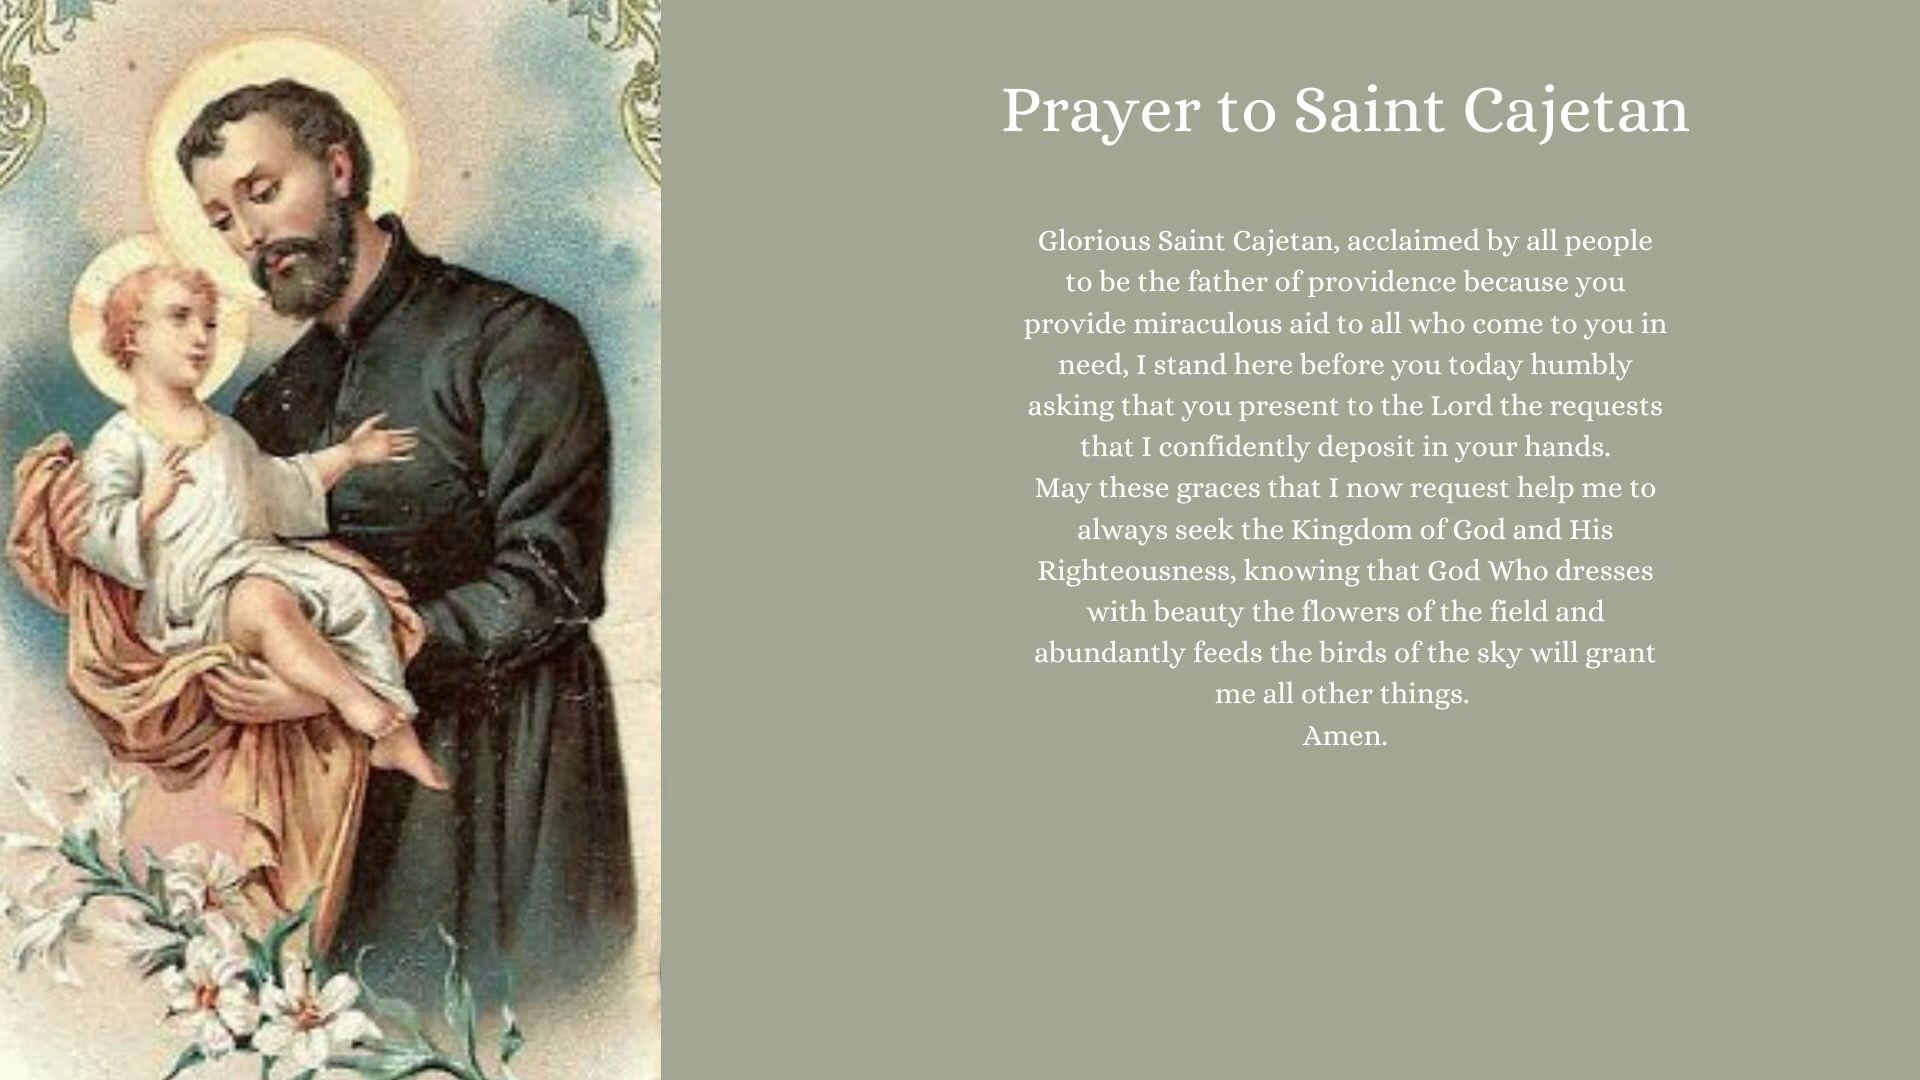 Prayer to Saint Cajetan
Glorious Saint Cajetan, acclaimed by all people
to be the father of providence because you
provide miraculous aid to all who come to you in
need, I stand here before you today humbly
asking that you present to the Lord the requests
that I confidently deposit in your hands.
May these graces that I now request help me to
always seek the Kingdom of God and His
Righteousness, knowing that God Who dresses
with beauty the flowers of the field and
abundantly feeds the birds of the sky will grant
me all other things.
Amen.